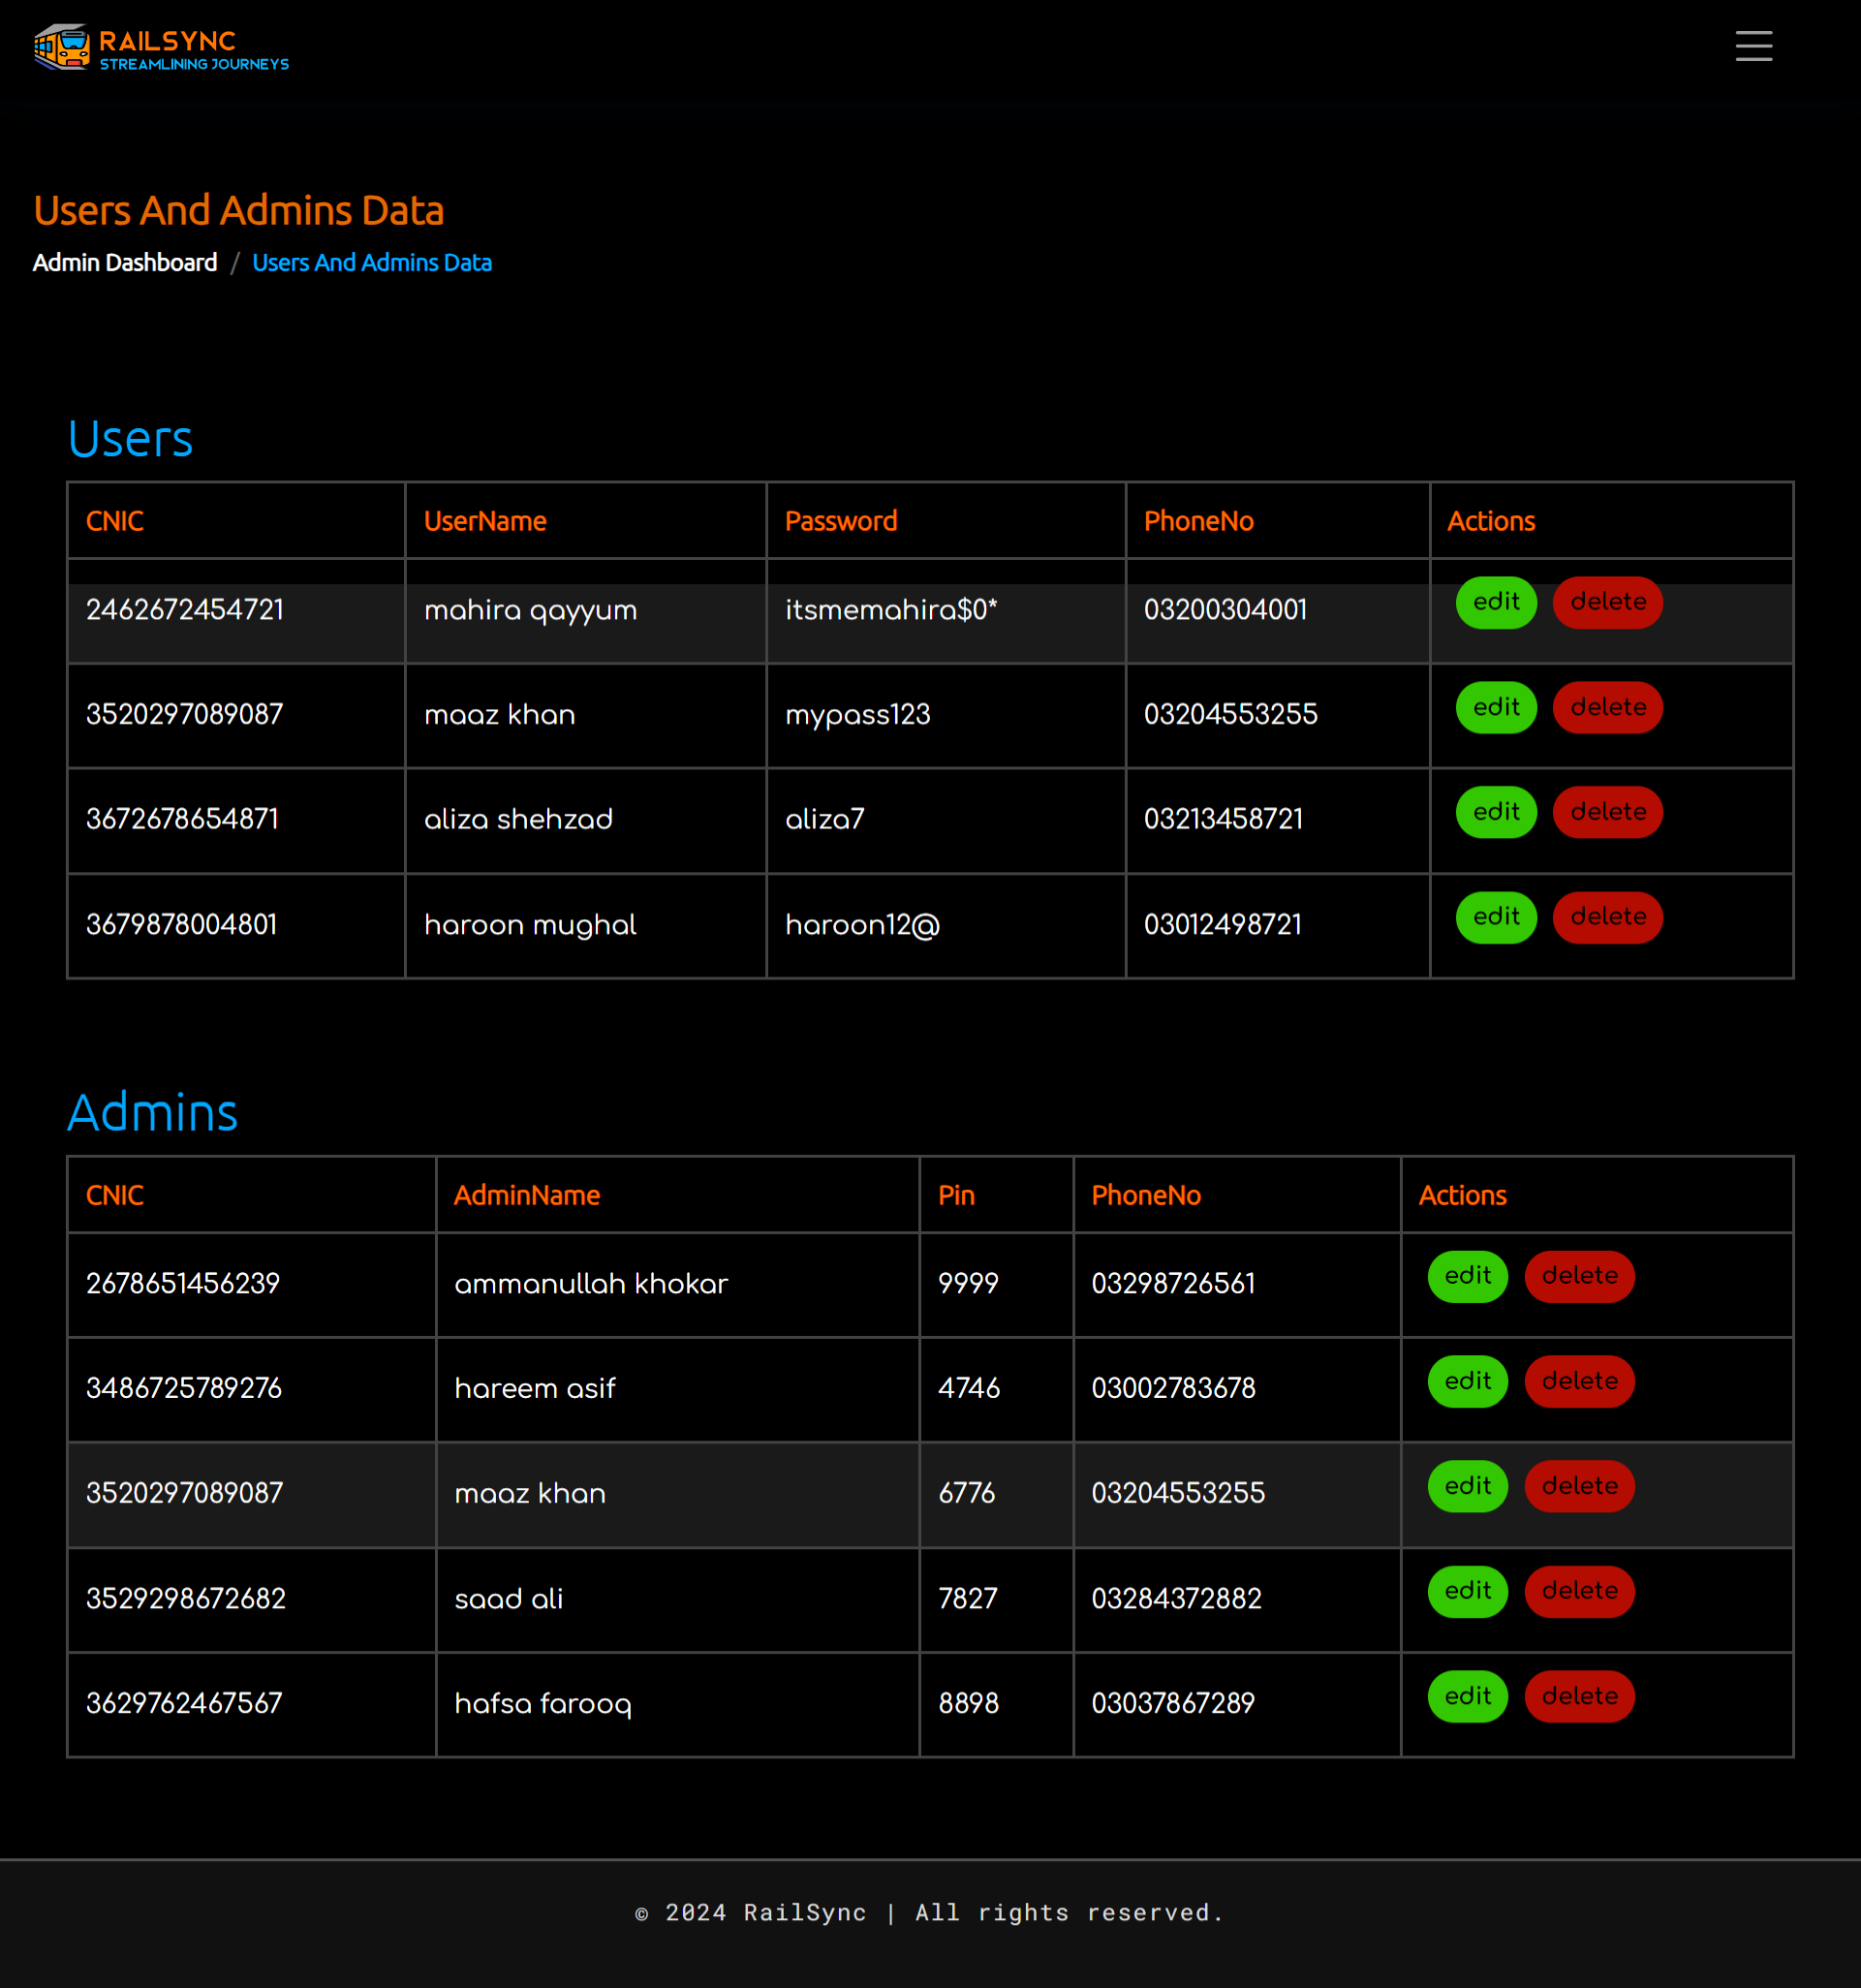 RAILSYNC
STREAMLINING JOURNEYS
Users And Admins Data
Admin Dashboard / Users And Admins Data
Users
CNIC UserName Password PhoneNo Actions
2462672454721 mahira qayyum itsmemahira$0* 03200304001 edit delete
3520297089087 maaz khan mypass123 03204553255 edit delete
3672678654871 aliza shehzad aliza7 03213458721 edit delete
3679878004801 haroon mughal haroon12@ 03012498721 edit delete
Admins
CNIC AdminName Pin PhoneNo Actions
2678651456239 ammanullah khokar 9999 03298726561 edit delete
3486725789276 hareem asif 4746 03002783678 edit delete
3520297089087 maaz khan 6776 03204553255 edit delete
3529298672682 saad ali 7827 03284372882 edit delete
3629762467567 hafsa farooq 8898 03037867289 edit delete
© 2024 RailSync | All rights reserved.